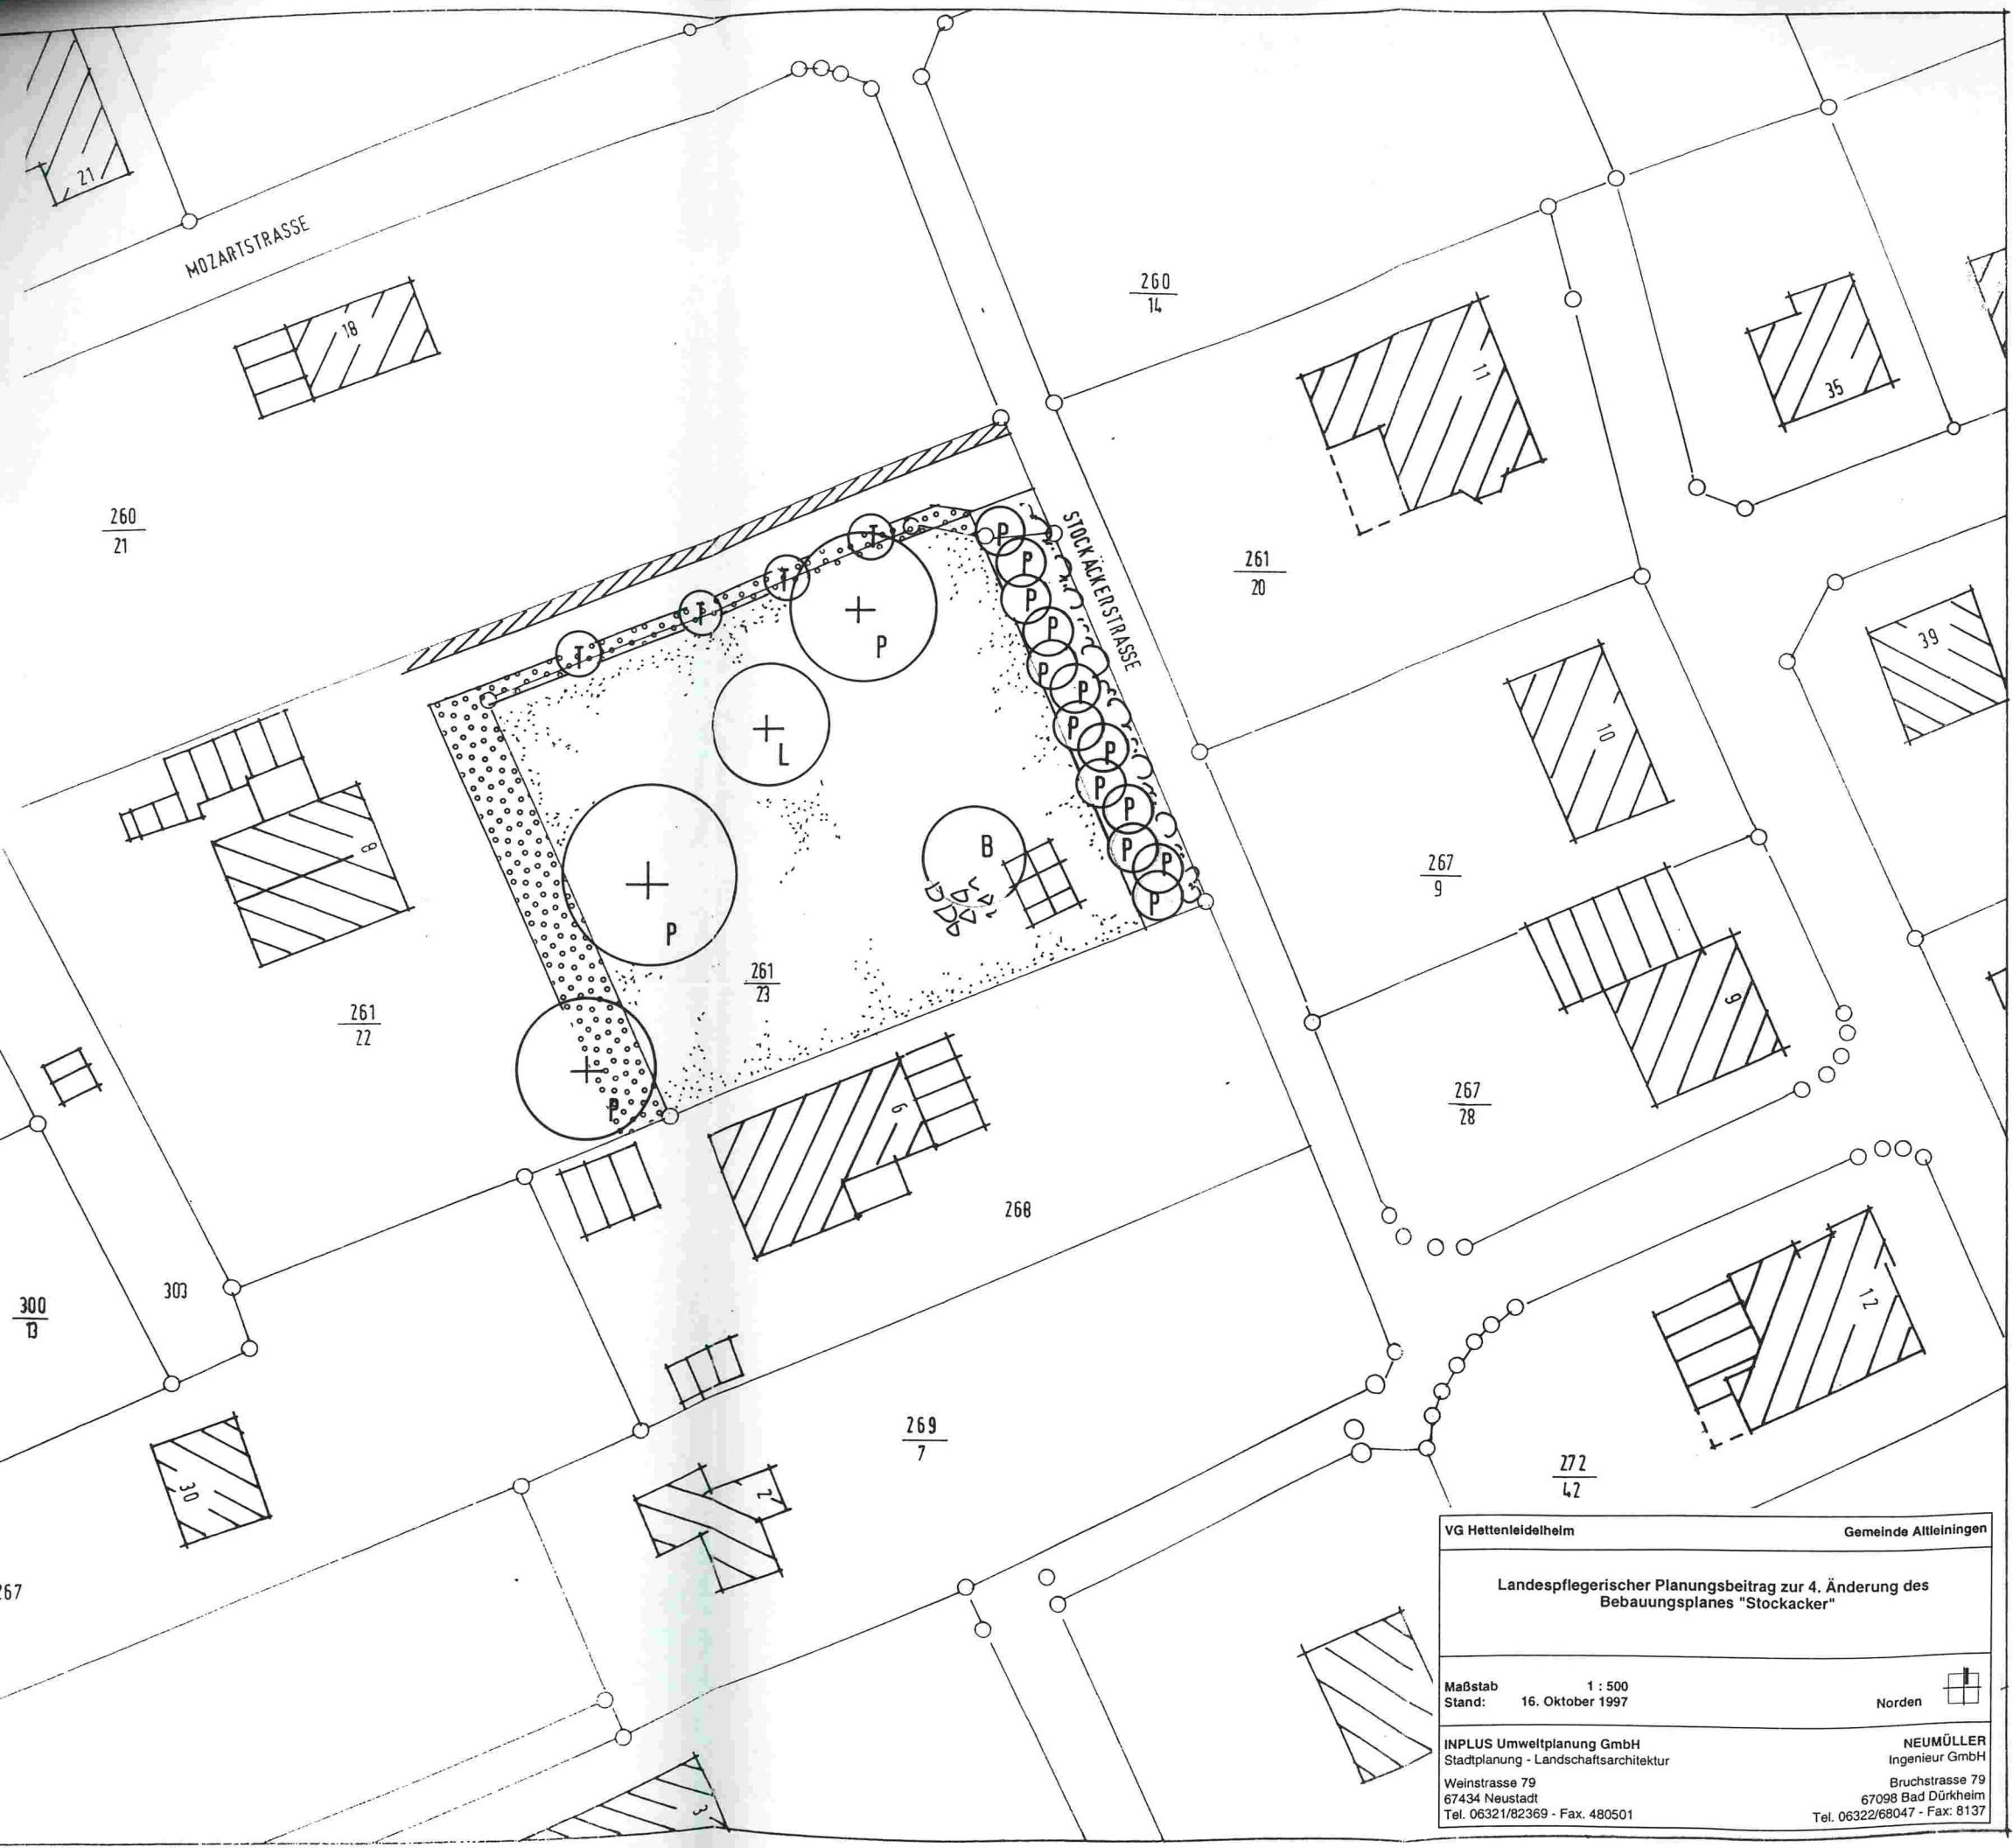 21
MOZARTSTRASSE
18
260
14
11
35
260
21
STOCKÄCKERSTRASSE
261
20
T
T
T
T
P
P
P
P
P
P
P
P
P
P
P
P
P
P
L
B
P
P
10
39
8
267
9
261
23
261
22
9
6
267
28
268
303
300
13
12
30
269
7
2
272
42
267
3
VG Hettenleidelheim
Gemeinde Altleiningen
Landespflegerischer Planungsbeitrag zur 4. Änderung des
Bebauungsplanes "Stockacker"
Maßstab 1 : 500
Stand: 16. Oktober 1997
Norden
INPLUS Umweltplanung GmbH
Stadtplanung - Landschaftsarchitektur
Weinstrasse 79
67434 Neustadt
Tel. 06321/82369 - Fax. 480501
NEUMÜLLER
Ingenieur GmbH
Bruchstrasse 79
67098 Bad Dürkheim
Tel. 06322/68047 - Fax: 8137